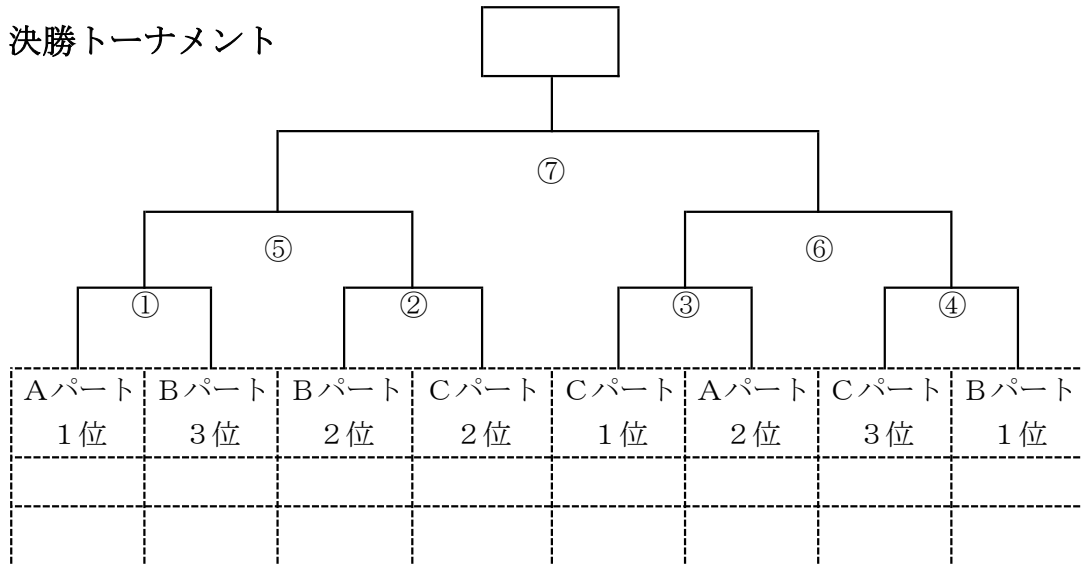 決勝トーナメント
⑦
⑤ ⑥
① ② ③ ④
Ａパート Ｂパート Ｂパート Ｃパート Ｃパート Ａパート Ｃパート Ｂパート
１位 ３位 ２位 ２位 １位 ２位 ３位 １位